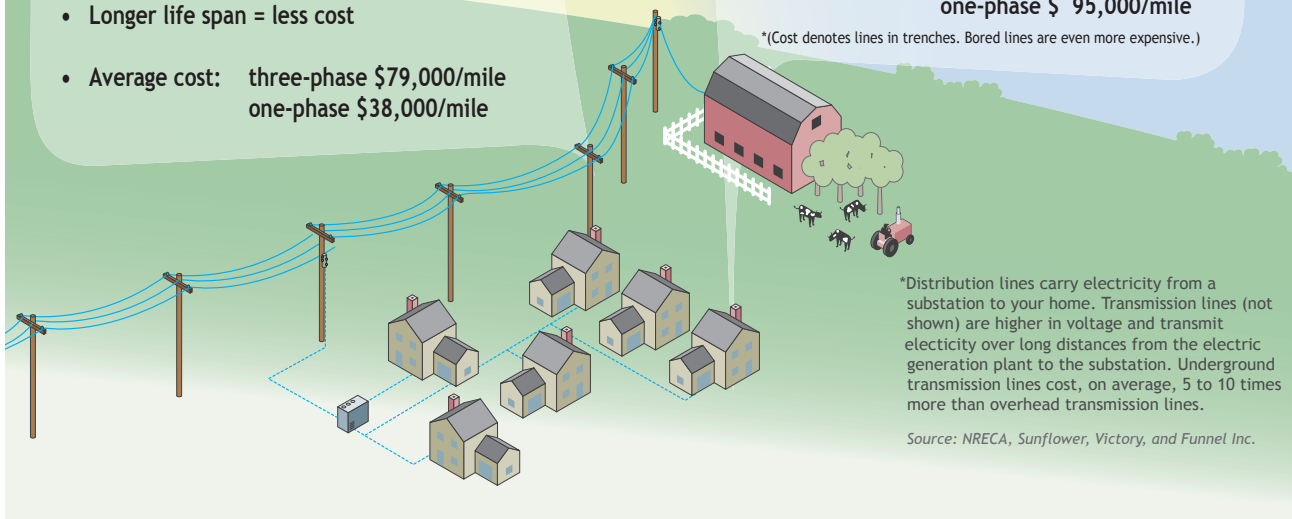 • Longer life span = less cost
• Average cost: three-phase $79,000/mile
one-phase $38,000/mile
one-phase $ 95,000/mile
*(Cost denotes lines in trenches. Bored lines are even more expensive.)
*Distribution lines carry electricity from a
substation to your home. Transmission lines (not
shown) are higher in voltage and transmit
electicity over long distances from the electric
generation plant to the substation. Underground
transmission lines cost, on average, 5 to 10 times
more than overhead transmission lines.
Source: NRECA, Sunflower, Victory, and Funnel Inc.